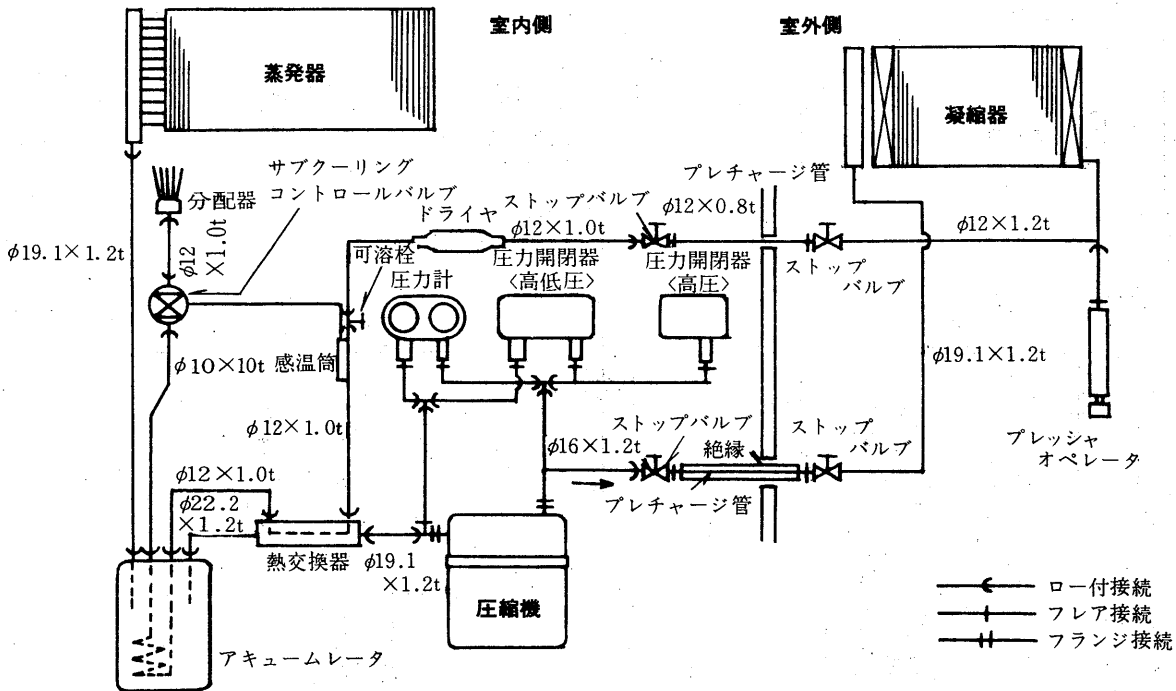 室内側
室外側
蒸発器
凝縮器
サブクーリング
コントロールバルブ
分配器
φ19.1×1.2t
φ12
×1.0t
ドライヤ
ストップバルブ
φ12×1.0t
プレチャージ管
φ12×0.8t
φ12×1.2t
ストップ
バルブ
可溶栓
圧力計
圧力開閉器
〈高低圧〉
圧力開閉器
〈高圧〉
φ10×10t
感温筒
φ19.1×1.2t
φ12×1.0t
ストップバルブ
φ16×1.2t
絶縁
ストップ
バルブ
プレッシャ
オペレータ
プレチャージ管
φ12×1.0t
φ22.2
×1.2t
熱交換器
φ19.1
×1.2t
圧縮機
アキュームレータ
ロー付接続
フレア接続
フランジ接続